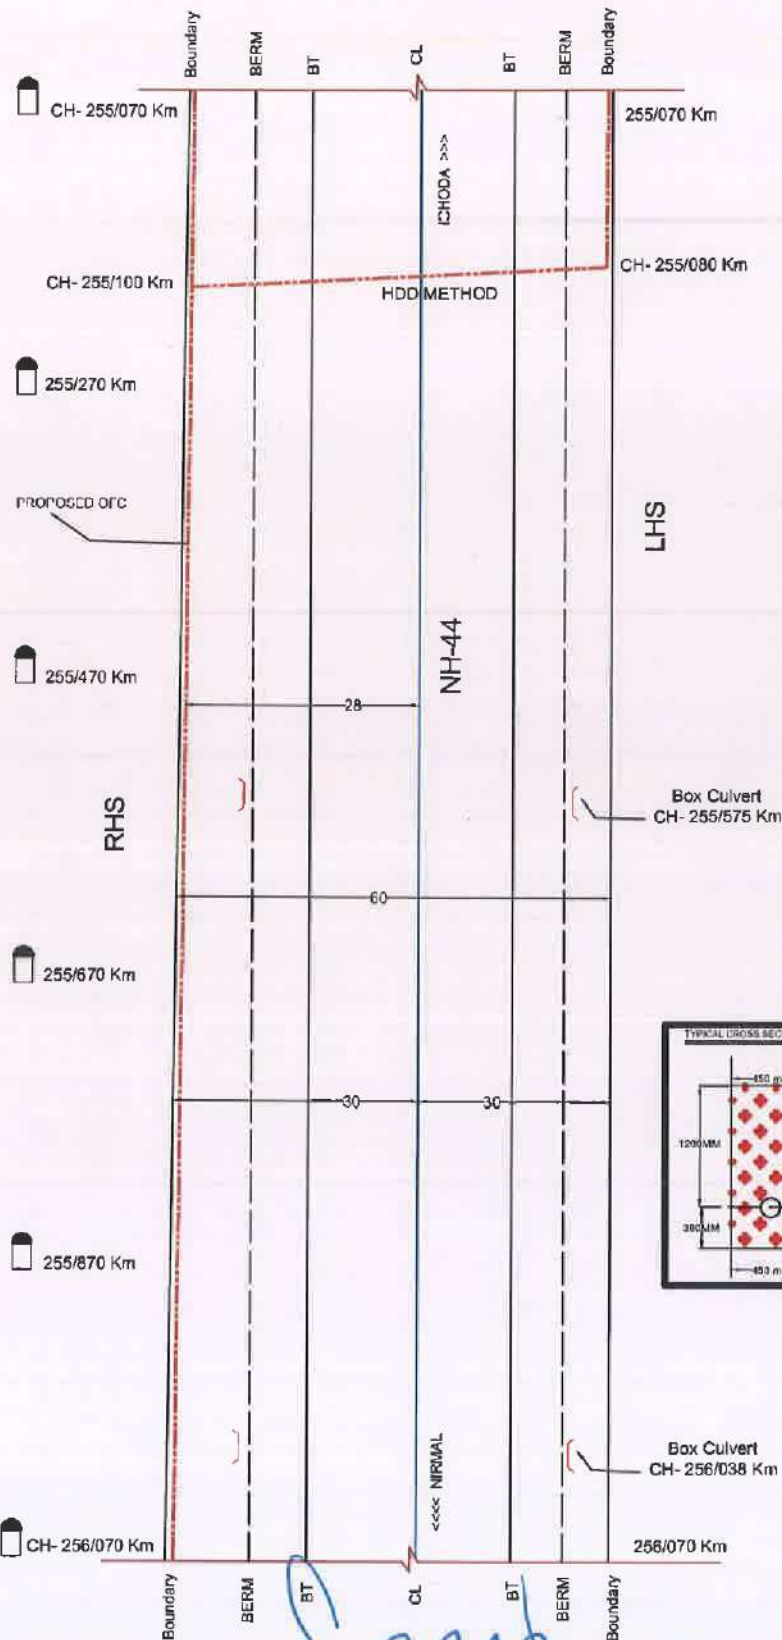 Boundary
BERM
BT
CL
BT
BERM
Boundary
CH- 255/070 Km
255/070 Km
ICHODA >>>
CH- 255/100 Km
HDD METHOD
CH- 255/080 Km
255/270 Km
PROPOSED OFC
LHS
255/470 Km
NH-44
28
RHS
Box Culvert
CH- 255/575 Km
60
255/670 Km
TYPICAL CROSS SEC
450 m
1200MM
300MM
450 m
30
30
255/870 Km
<<<< NIRMAL
Box Culvert
CH- 256/038 Km
CH- 256/070 Km
256/070 Km
Boundary
BERM
BT
CL
BT
BERM
Boundary